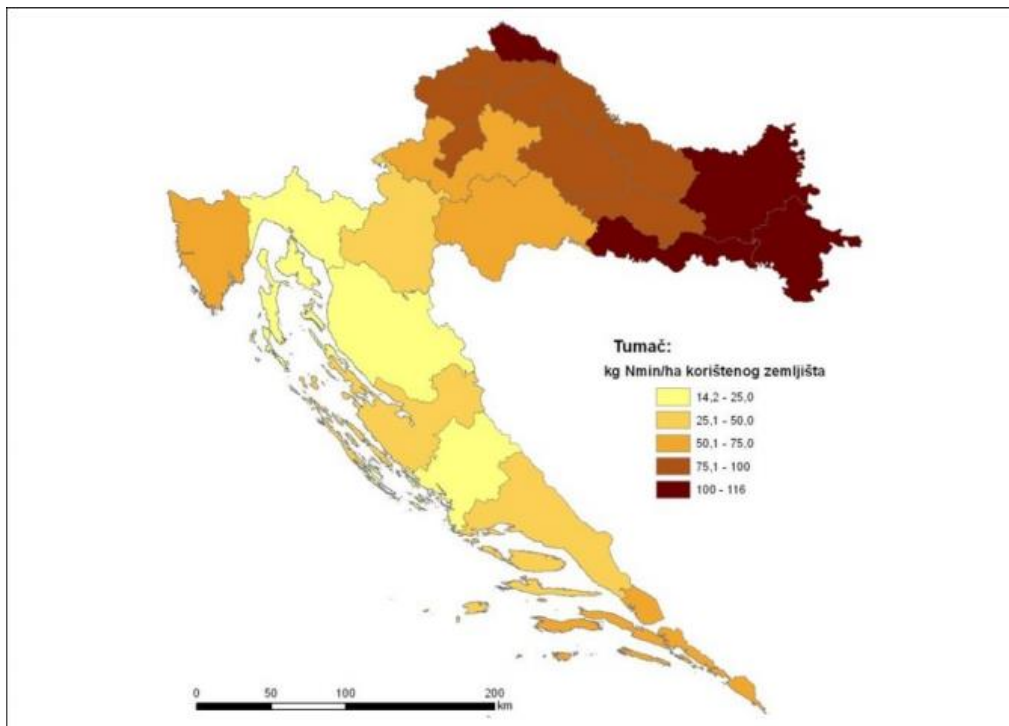 Tumač:
kg Nmin/ha korištenog zemljišta
14,2 - 25,0
25,1 - 50,0
50,1 - 75,0
75,1 - 100
100 - 116
0 50 100 200
km